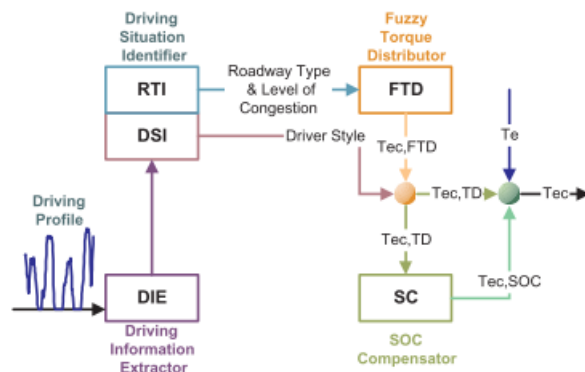 Driving
Situation
Identifier
RTI
DSI
Roadway Type
& Level of
Congestion
Driver Style
Fuzzy
Torque
Distributor
FTD
Tec,FTD
Te
Tec,TD
Tec
Tec,TD
Driving
Profile
DIE
Driving
Information
Extractor
SC
SOC
Compensator
Tec,SOC